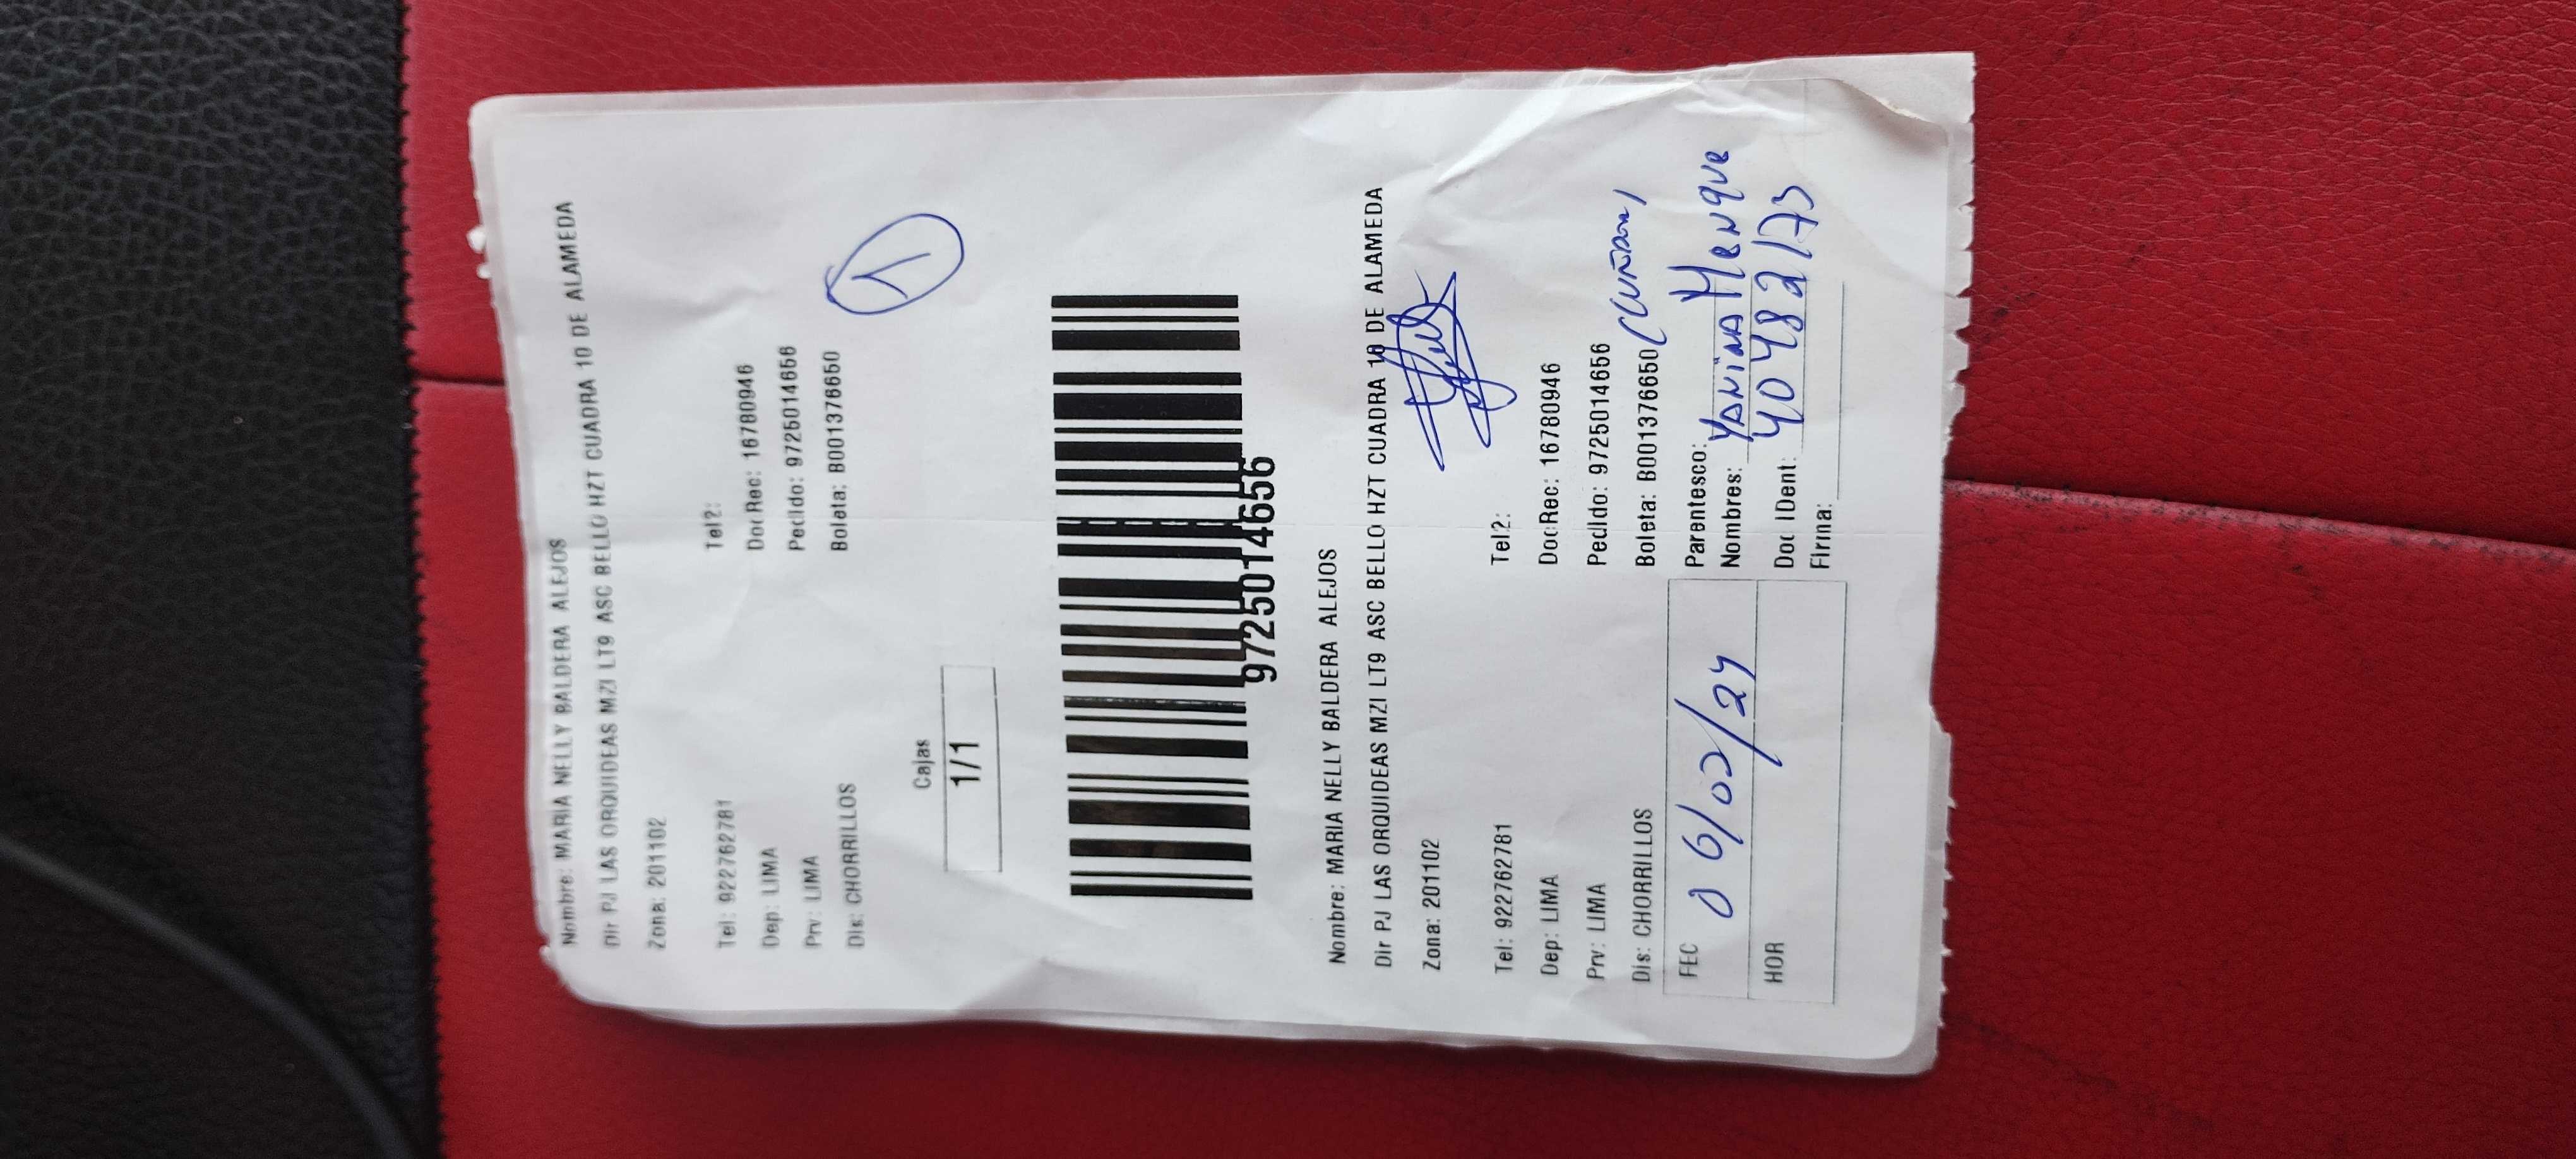 Nombre: MARIA NELLY BALDERA ALEJOS
Dir PJ LAS ORQUIDEAS MZI LT9 ASC BELLO HZT CUADRA 10 DE ALAMEDA
Zona: 201102
Tel: 922762781 Tel2:
Dep: LIMA DocRec: 16780946
Prv: LIMA Pedido: 9725014656
Dis: CHORRILLOS Boleta: B001376650
1
Cajas
1/1
9725014656
Nombre: MARIA NELLY BALDERA ALEJOS
Dir PJ LAS ORQUIDEAS MZI LT9 ASC BELLO HZT CUADRA 10 DE ALAMEDA
Zona: 201102
Tel: 922762781 Tel2:
Dep: LIMA DocRec: 16780946
Prv: LIMA Pedido: 9725014656
Dis: CHORRILLOS Boleta: B001376650
FEC 06/02/24 Parentesco:
Nombres: YANINA
HOR Doc IDent: 40482173
Firma: